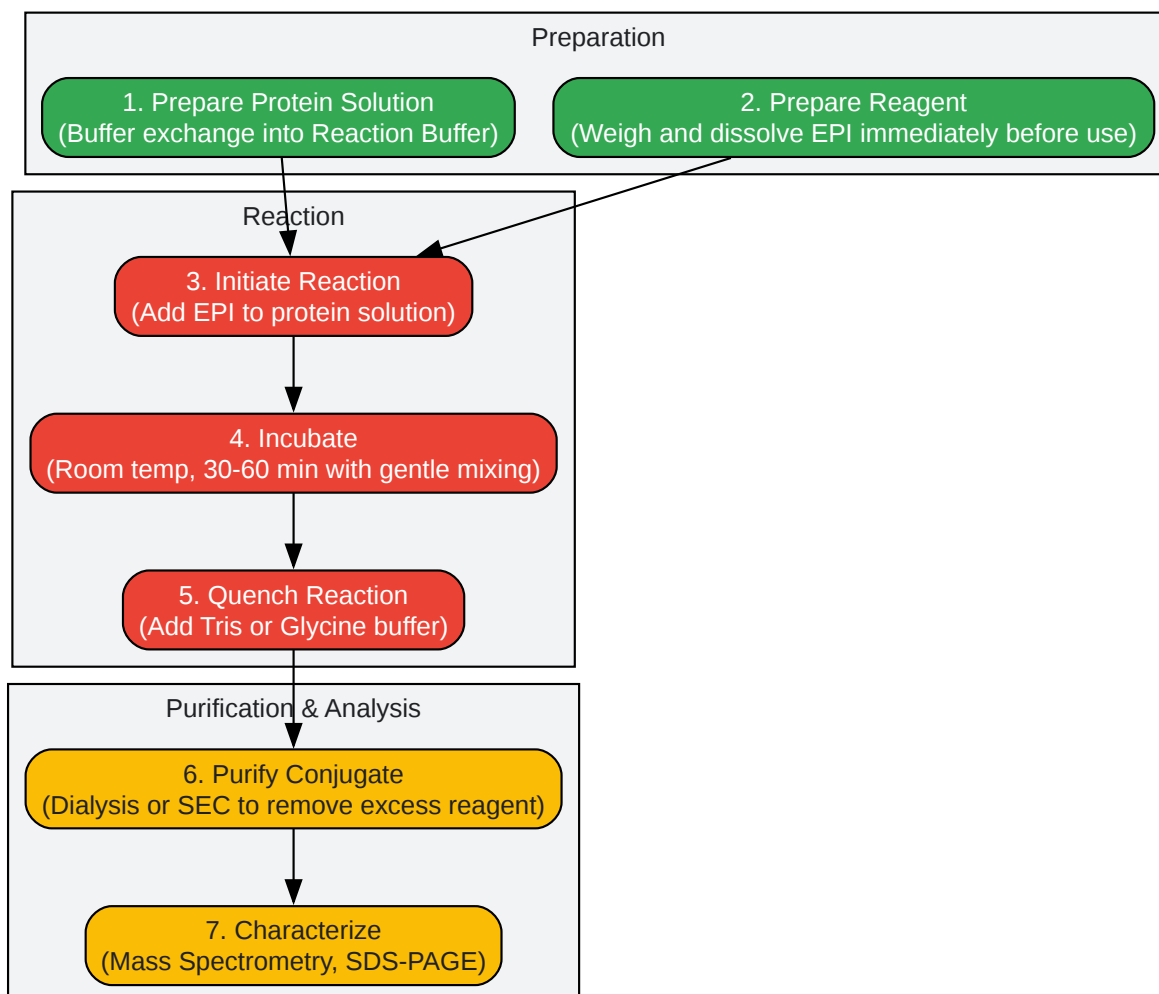 Preparation
1. Prepare Protein Solution
(Buffer exchange into Reaction Buffer)
2. Prepare Reagent
(Weigh and dissolve EPI immediately before use)
Reaction
3. Initiate Reaction
(Add EPI to protein solution)
4. Incubate
(Room temp, 30-60 min with gentle mixing)
5. Quench Reaction
(Add Tris or Glycine buffer)
Purification & Analysis
6. Purify Conjugate
(Dialysis or SEC to remove excess reagent)
7. Characterize
(Mass Spectrometry, SDS-PAGE)